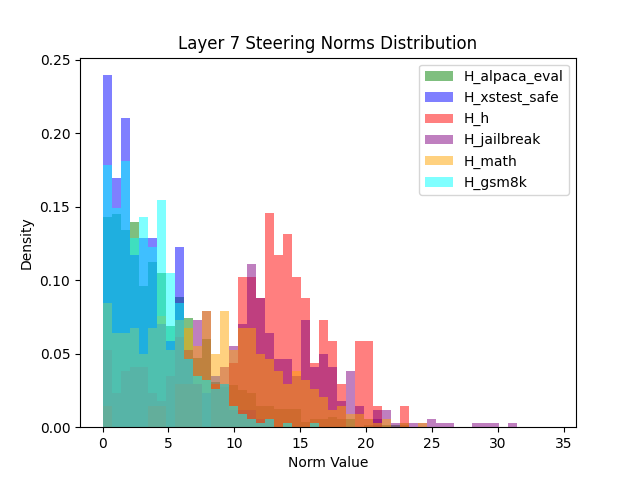 Layer 7 Steering Norms Distribution
H_alpaca_eval
H_xstest_safe
H_h
H_jailbreak
H_math
H_gsm8k
Density
0.25
0.20
0.15
0.10
0.05
0.00
0 5 10 15 20 25 30 35
Norm Value